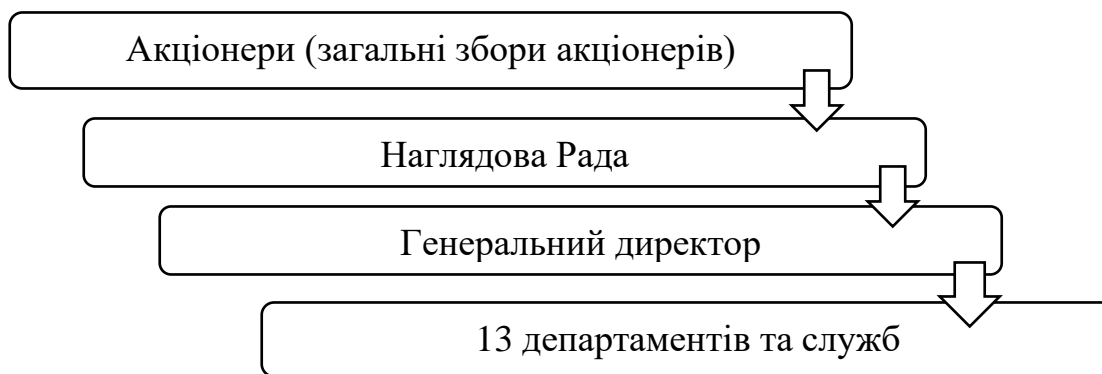 Акціонери (загальні збори акціонерів)
Наглядова Рада
Генеральний директор
13 департаментів та служб